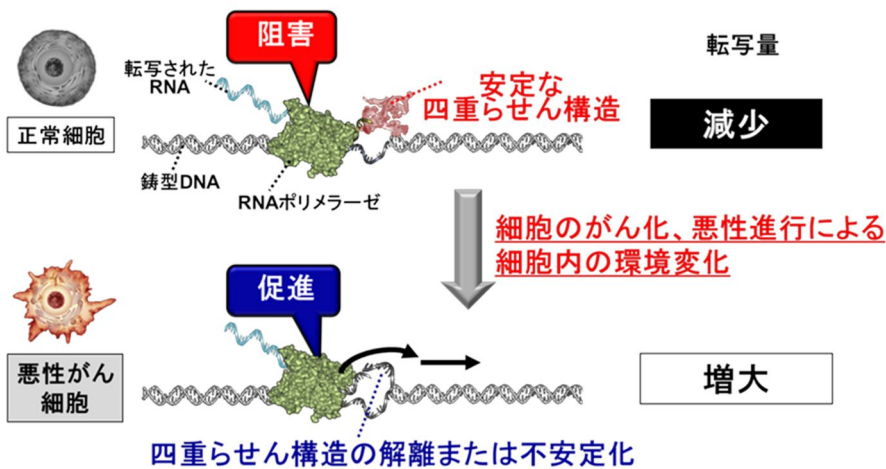 阻害
転写量
転写された
RNA
安定な
四重らせん構造
減少
正常細胞
鋳型DNA
RNAポリメラーゼ
細胞のがん化、悪性進行による
細胞内の環境変化
促進
悪性がん
細胞
増大
四重らせん構造の解離または不安定化